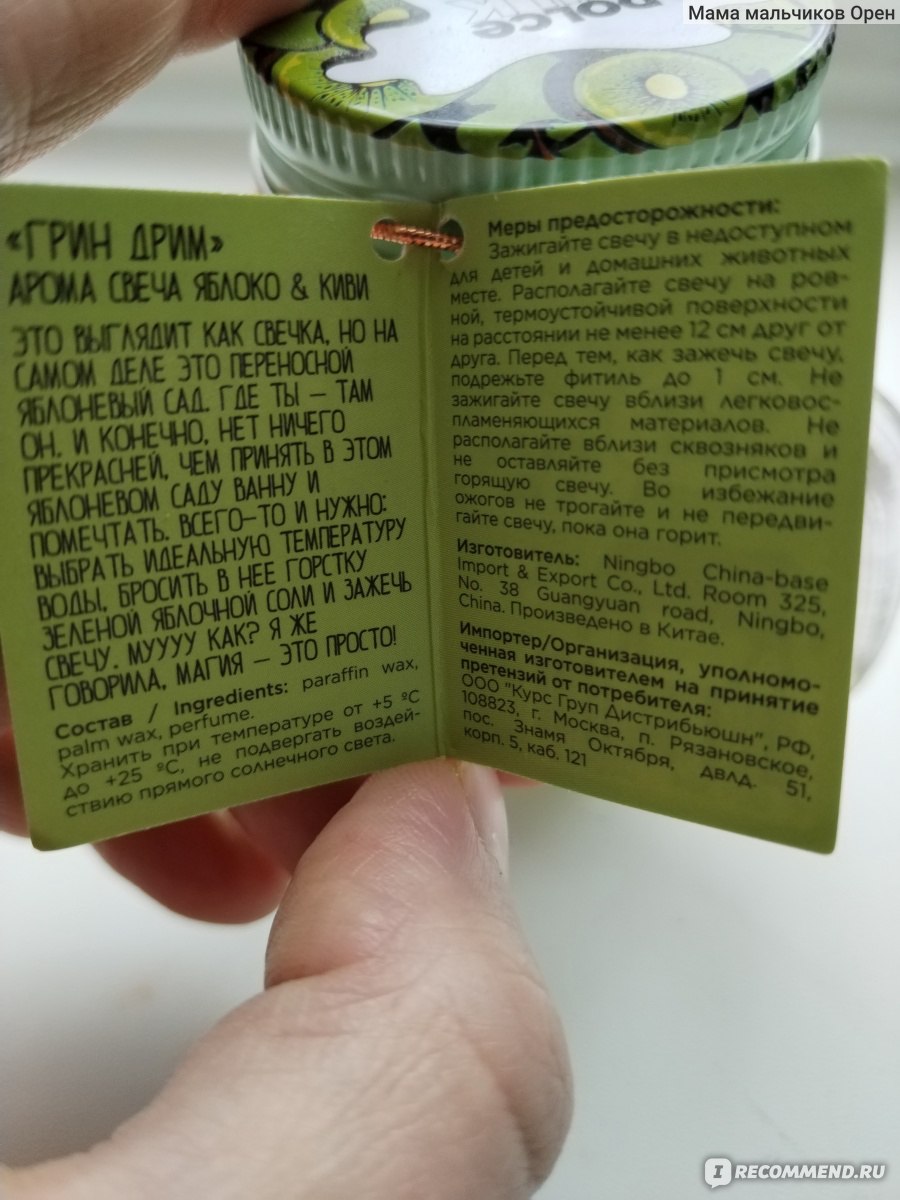 Мама мальчиков Орен
DOLCE
«ГРИН ДРИМ»
АРОМА СВЕЧА ЯБЛОКО & КИВИ
ЭТО ВЫГЛЯДИТ КАК СВЕЧКА, НО НА
САМОМ ДЕЛЕ ЭТО ПЕРЕНОСНОЙ
ЯБЛОНЕВЫЙ САД. ГДЕ ТЫ – ТАМ
ОН. И КОНЕЧНО, НЕТ НИЧЕГО
ПРЕКРАСНЕЙ, ЧЕМ ПРИНЯТЬ В ЭТОМ
ЯБЛОНЕВОМ САДУ ВАННУ И
ПОМЕЧТАТЬ. ВСЕГО-ТО И НУЖНО:
ВЫБРАТЬ ИДЕАЛЬНУЮ ТЕМПЕРАТУРУ
ВОДЫ, БРОСИТЬ В НЕЕ ГОРСТКУ
ЗЕЛЕНОЙ ЯБЛОЧНОЙ СОЛИ И ЗАЖЕЧЬ
СВЕЧУ. МУУУУ КАК? Я ЖЕ
ГОВОРИЛА, МАГИЯ – ЭТО ПРОСТО!
Состав / Ingredients: paraffin wax,
palm wax, perfume.
Хранить при температуре от +5 ºC
до +25 ºC, не подвергать воздей-
ствию прямого солнечного света.
Меры предосторожности:
Зажигайте свечу в недоступном
для детей и домашних животных
месте. Располагайте свечу на ров-
ной, термоустойчивой поверхности
на расстоянии не менее 12 см друг от
друга. Перед тем, как зажечь свечу,
подрежьте фитиль до 1 см. Не
зажигайте свечу вблизи легковос-
пламеняющихся материалов. Не
располагайте вблизи сквозняков и
не оставляйте без присмотра
горящую свечу. Во избежание
ожогов не трогайте и не передви-
гайте свечу, пока она горит.
Изготовитель: Ningbo China-base
Import & Export Co., Ltd. Room 325,
No. 38 Guangyuan road, Ningbo,
China. Произведено в Китае.
Импортер/Организация, уполномо-
ченная изготовителем на принятие
претензий от потребителя:
ООО "Курс Груп Дистрибьюшн", РФ,
108823, г. Москва, п. Рязановское,
пос. Знамя Октября, двлд. 51,
корп. 5, каб. 121
IRECOMMEND.RU